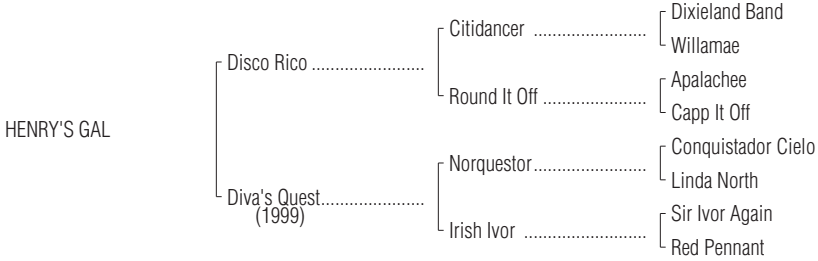 Dixieland Band
Citidancer ........................
Willamae
Disco Rico ........................
Apalachee
Round It Off ......................
Capp It Off
HENRY'S GAL
Conquistador Cielo
Norquestor........................
Linda North
Diva's Quest......................
(1999)
Sir Ivor Again
Irish Ivor ..........................
Red Pennant